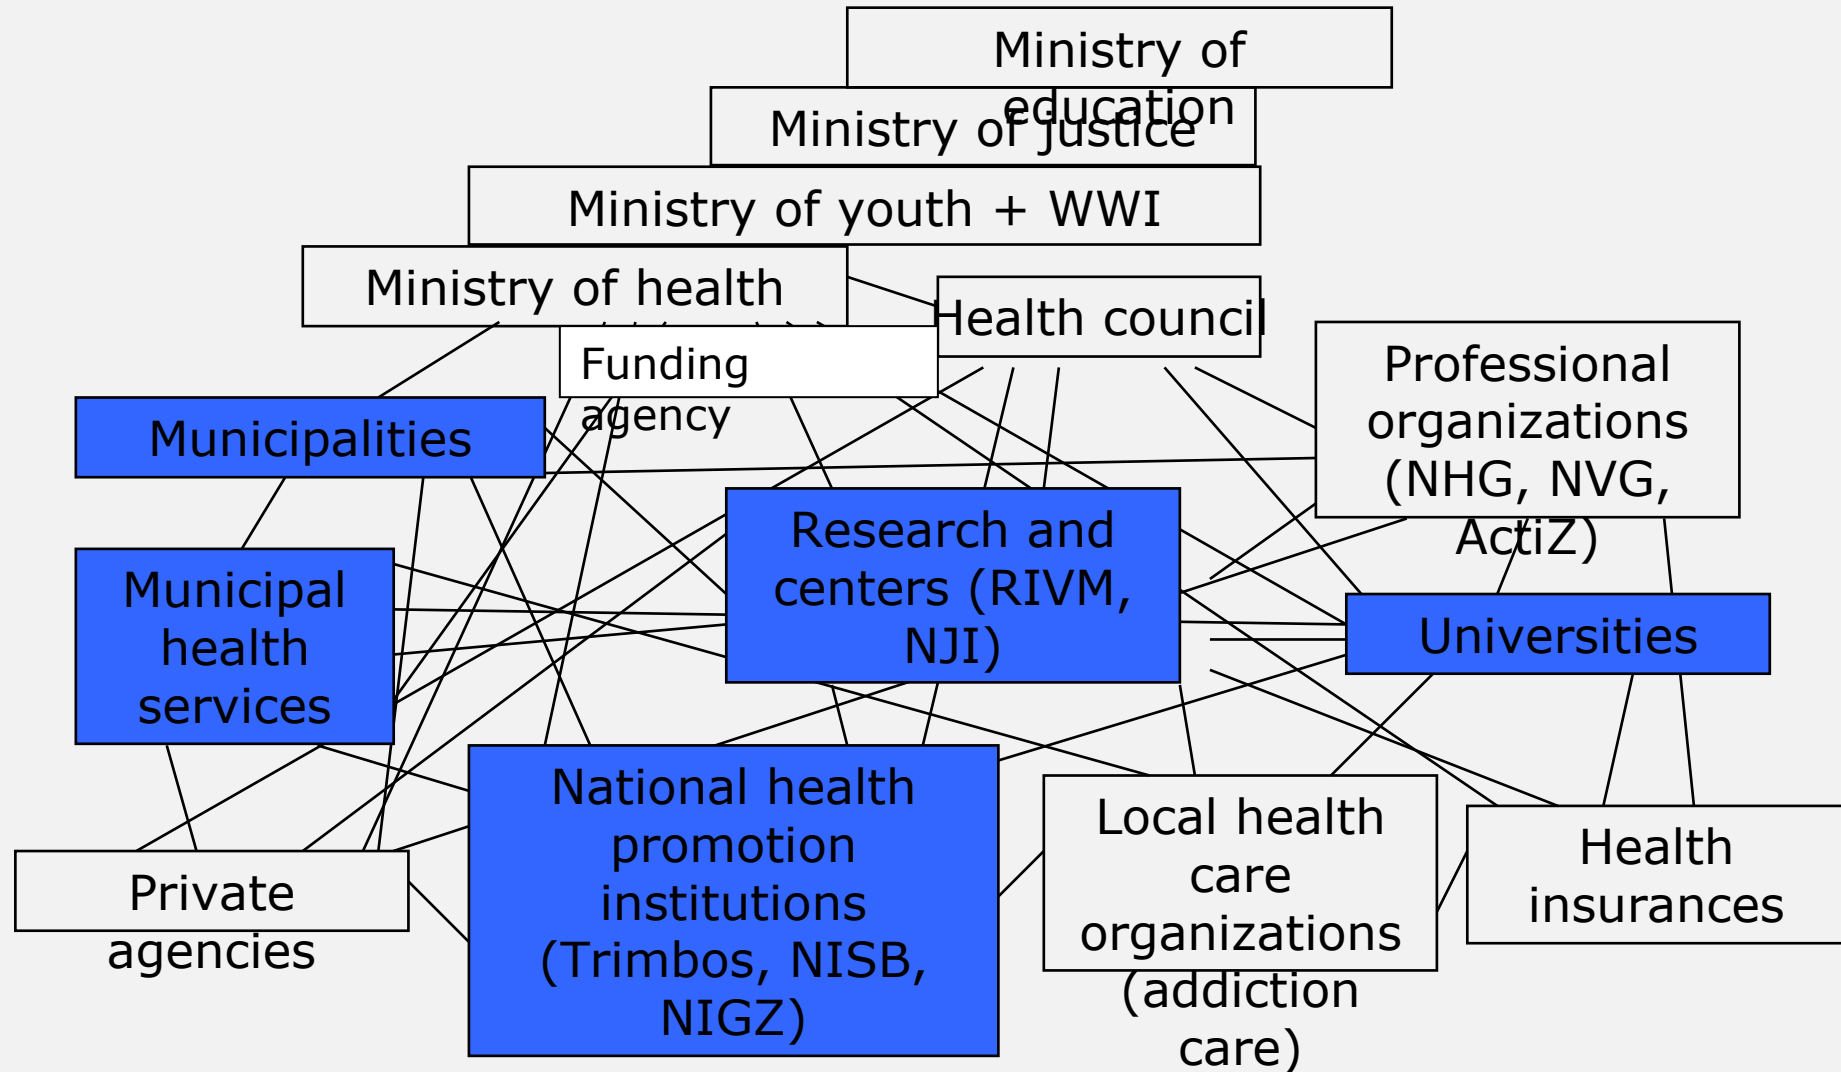 Ministry of
education
Ministry of justice
Ministry of youth + WWI
Ministry of health
Health council
Funding
agency
Professional
organizations
(NHG, NVG,
ActiZ)
Municipalities
Research and
centers (RIVM,
NJI)
Municipal
health
services
Universities
National health
promotion
institutions
(Trimbos, NISB,
NIGZ)
Local health
care
organizations
(addiction
care)
Health
insurances
Private
agencies